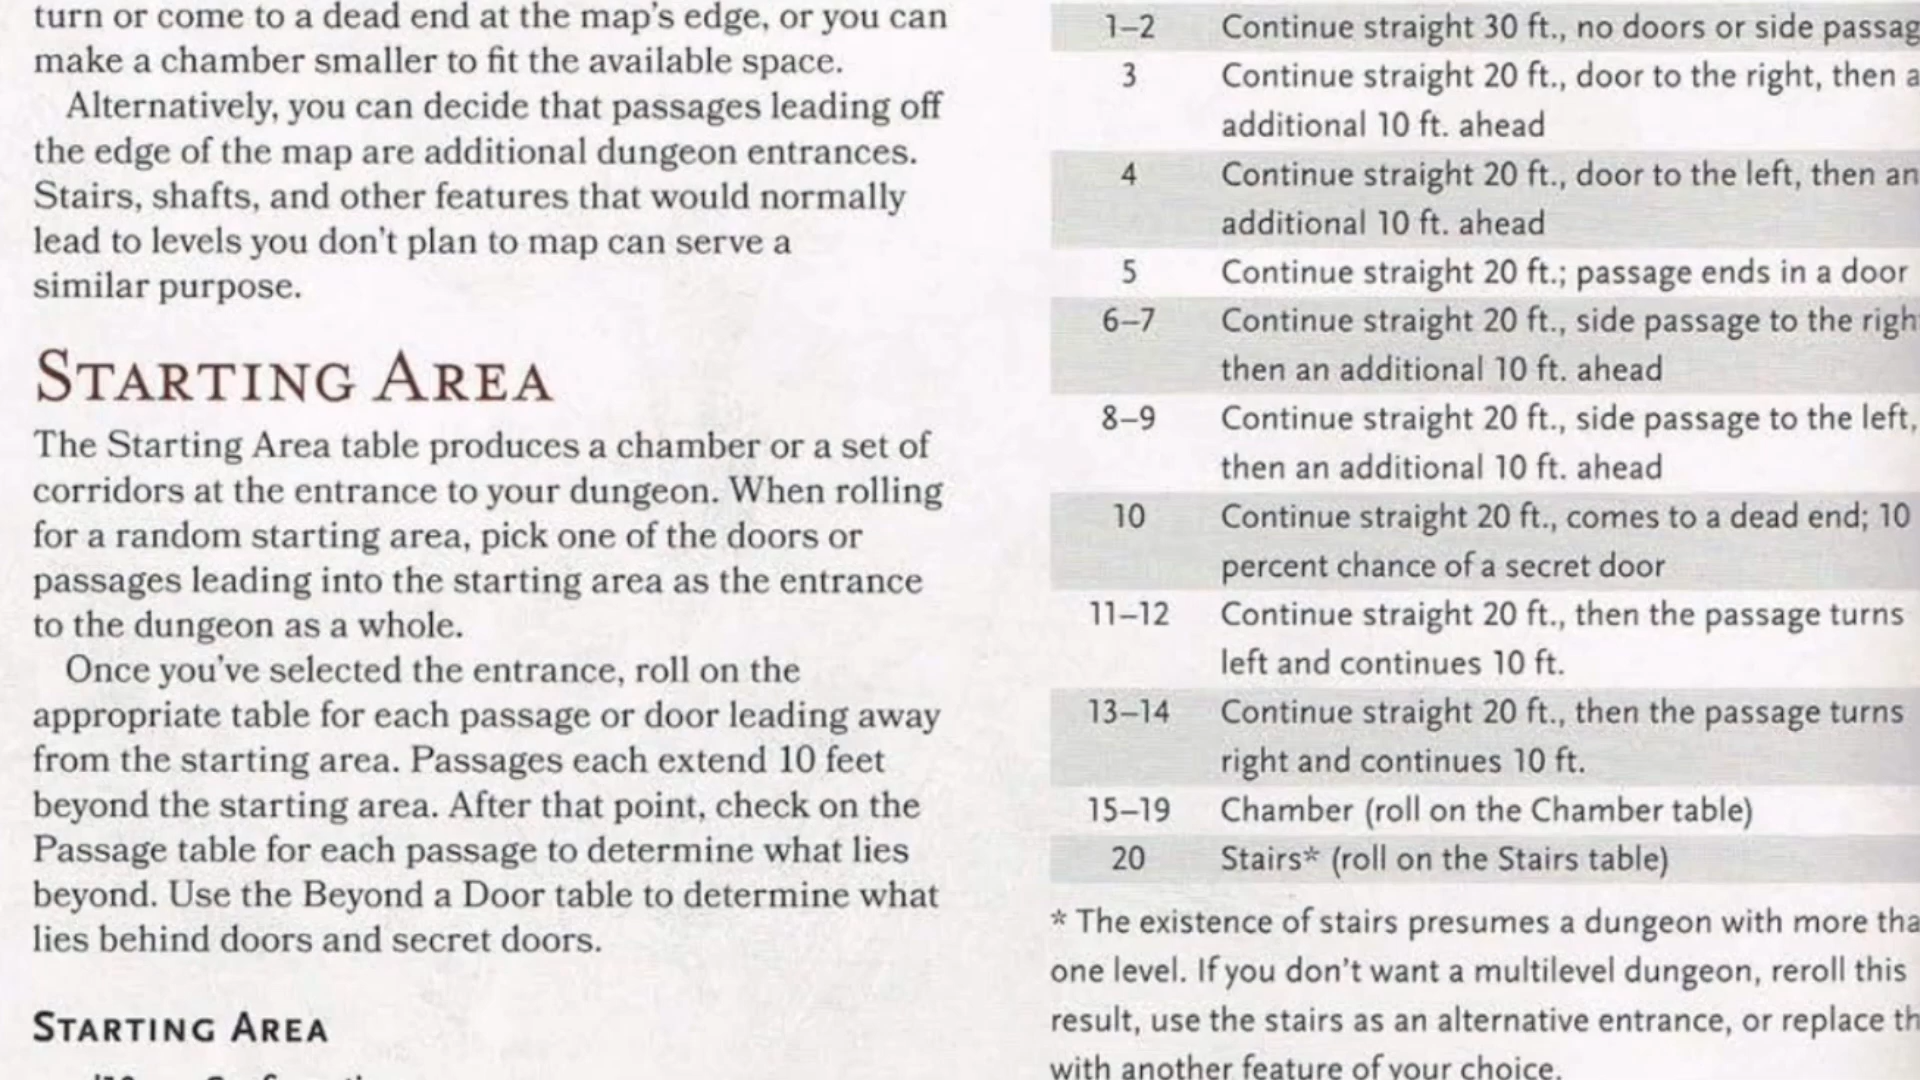 turn or come to a dead end at the map's edge, or you can
make a chamber smaller to fit the available space.
Alternatively, you can decide that passages leading off
the edge of the map are additional dungeon entrances.
Stairs, shafts, and other features that would normally
lead to levels you don't plan to map can serve a
similar purpose.
STARTING AREA
The Starting Area table produces a chamber or a set of
corridors at the entrance to your dungeon. When rolling
for a random starting area, pick one of the doors or
passages leading into the starting area as the entrance
to the dungeon as a whole.
Once you've selected the entrance, roll on the
appropriate table for each passage or door leading away
from the starting area. Passages each extend 10 feet
beyond the starting area. After that point, check on the
Passage table for each passage to determine what lies
beyond. Use the Beyond a Door table to determine what
lies behind doors and secret doors.
STARTING AREA
1–2 Continue straight 30 ft., no doors or side passag
3 Continue straight 20 ft., door to the right, then a
additional 10 ft. ahead
4 Continue straight 20 ft., door to the left, then an
additional 10 ft. ahead
5 Continue straight 20 ft.; passage ends in a door
6–7 Continue straight 20 ft., side passage to the righ
then an additional 10 ft. ahead
8–9 Continue straight 20 ft., side passage to the left,
then an additional 10 ft. ahead
10 Continue straight 20 ft., comes to a dead end; 10
percent chance of a secret door
11–12 Continue straight 20 ft., then the passage turns
left and continues 10 ft.
13–14 Continue straight 20 ft., then the passage turns
right and continues 10 ft.
15–19 Chamber (roll on the Chamber table)
20 Stairs* (roll on the Stairs table)
* The existence of stairs presumes a dungeon with more tha
one level. If you don't want a multilevel dungeon, reroll this
result, use the stairs as an alternative entrance, or replace th
with another feature of your choice.